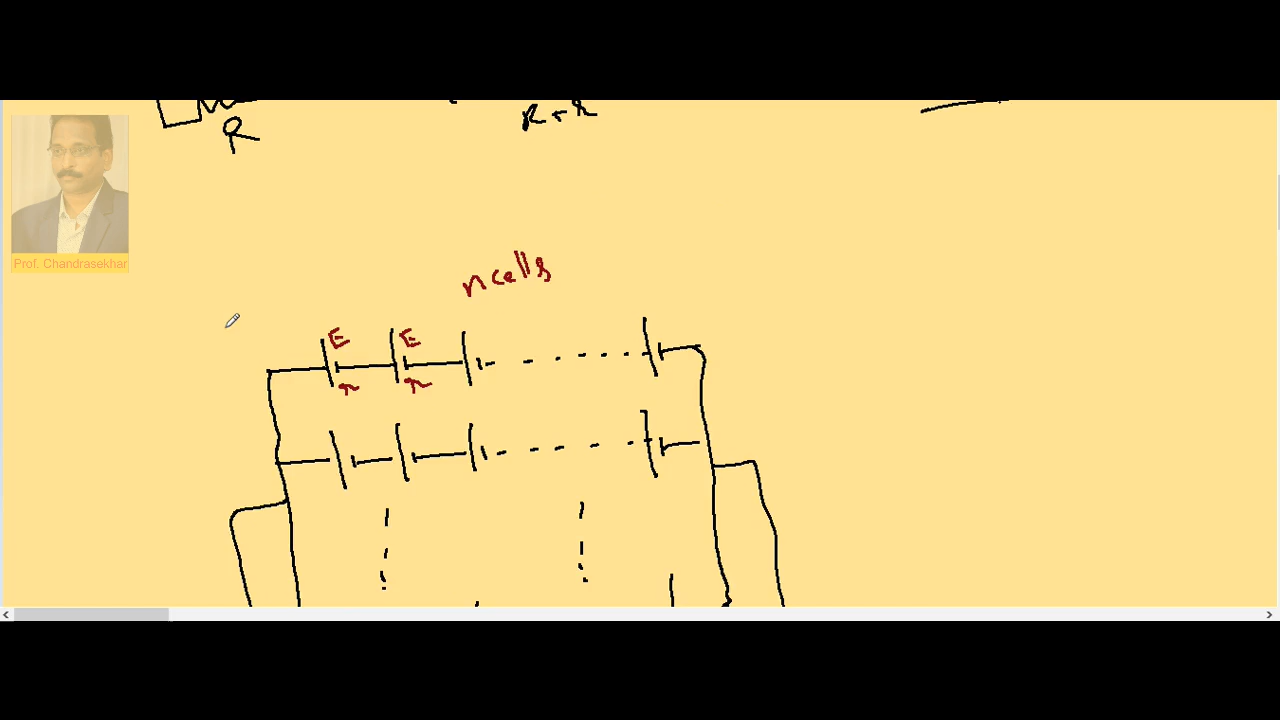 R + r
R
Prof. Chandrasekhar
n cells
E E
r r